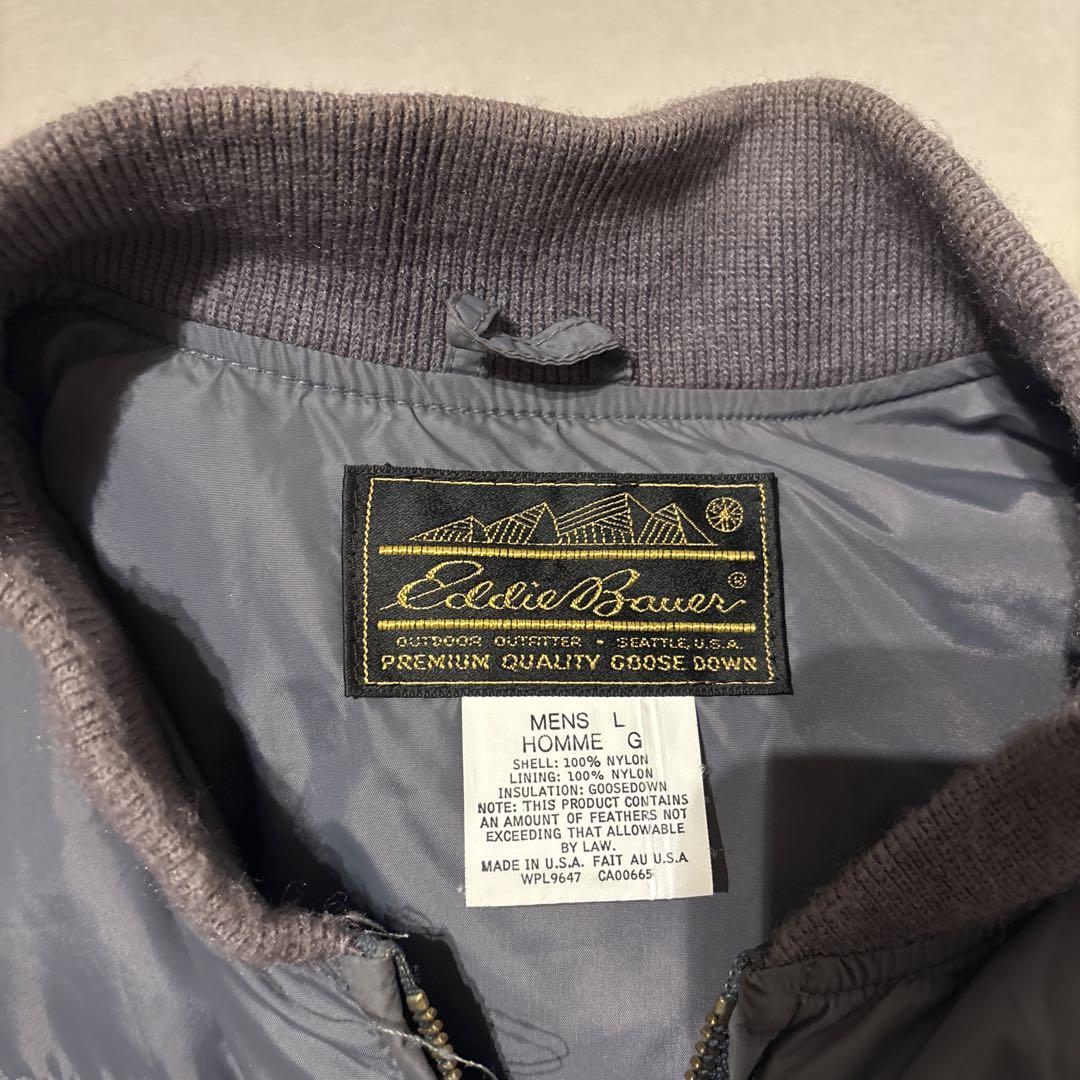 Eddie Bauer®
OUTDOOR OUTFITTER - SEATTLE, U.S.A.
PREMIUM QUALITY GOOSE DOWN
MENS L
HOMME G
SHELL: 100% NYLON
LINING: 100% NYLON
INSULATION: GOOSEDOWN
NOTE: THIS PRODUCT CONTAINS
AN AMOUNT OF FEATHERS NOT
EXCEEDING THAT ALLOWABLE
BY LAW.
MADE IN U.S.A. FAIT AU U.S.A
WPL9647 CA00665